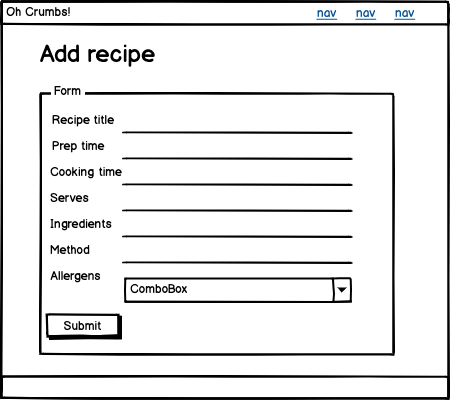 Oh Crumbs! nav nav nav
Add recipe
Form
Recipe title
Prep time
Cooking time
Serves
Ingredients
Method
Allergens
ComboBox
Submit